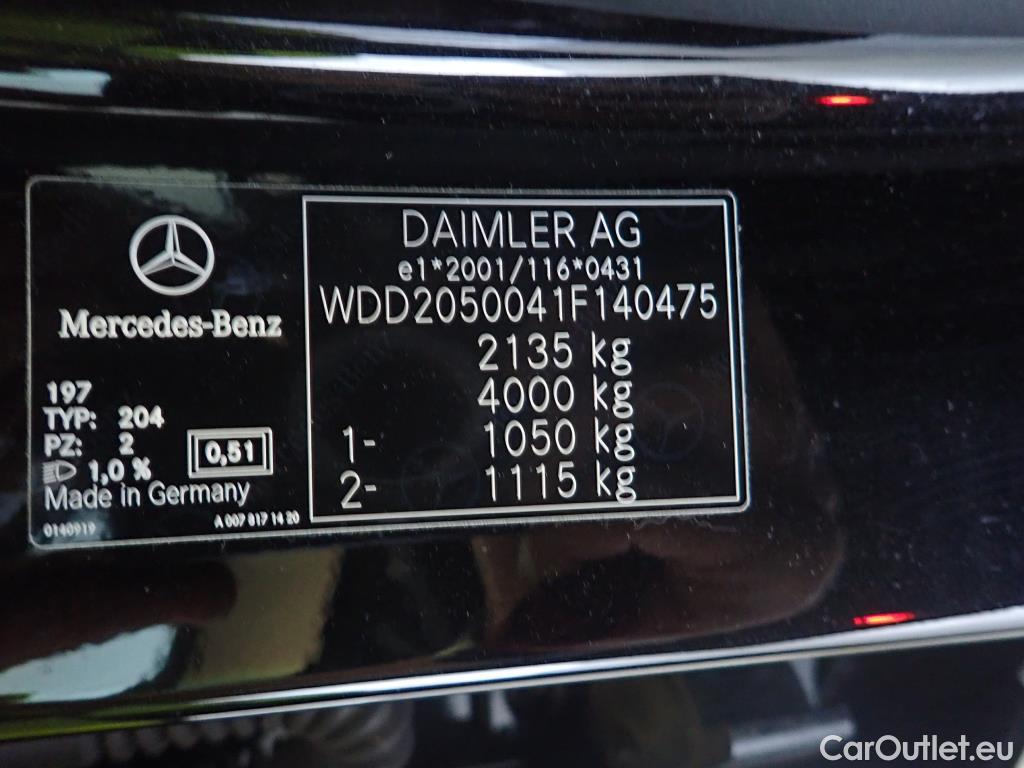 Mercedes-Benz
197
TYP: 204
PZ: 2
1,0 %
0,51
Made in Germany
0140919
A 007 817 14 20
DAIMLER AG
e1*2001/116*0431
WDD2050041F140475
2135 kg
4000 kg
1- 1050 kg
2- 1115 kg
CarOutlet.eu